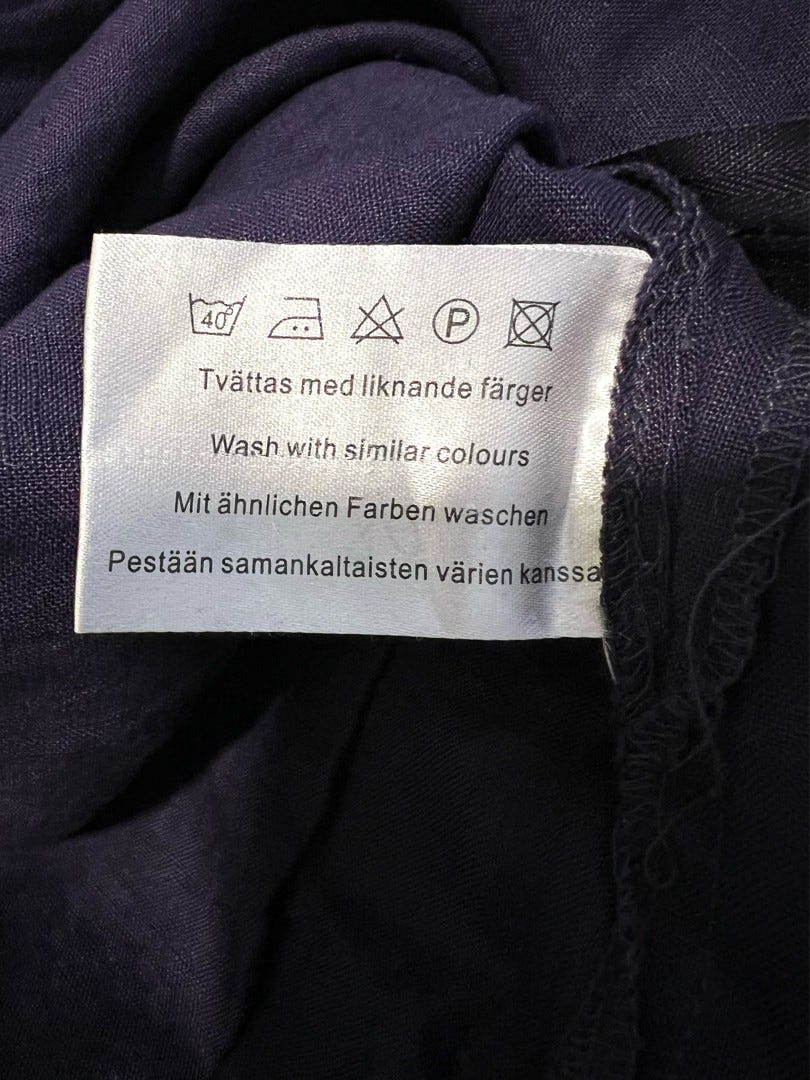 40° P
Tvättas med liknande färger
Wash with similar colours
Mit ähnlichen Farben waschen
Pestään samankaltaisten värien kanssa